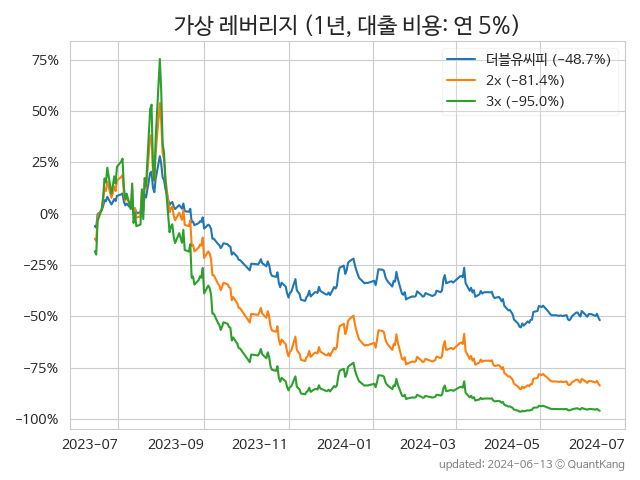 가상 레버리지 (1년, 대출 비용: 연 5%)
더블유씨피 (−48.7%)
2x (−81.4%)
3x (−95.0%)
75%
50%
25%
0%
−25%
−50%
−75%
−100%
2023-07 2023-09 2023-11 2024-01 2024-03 2024-05 2024-07
updated: 2024-06-13 ⓒ QuantKang